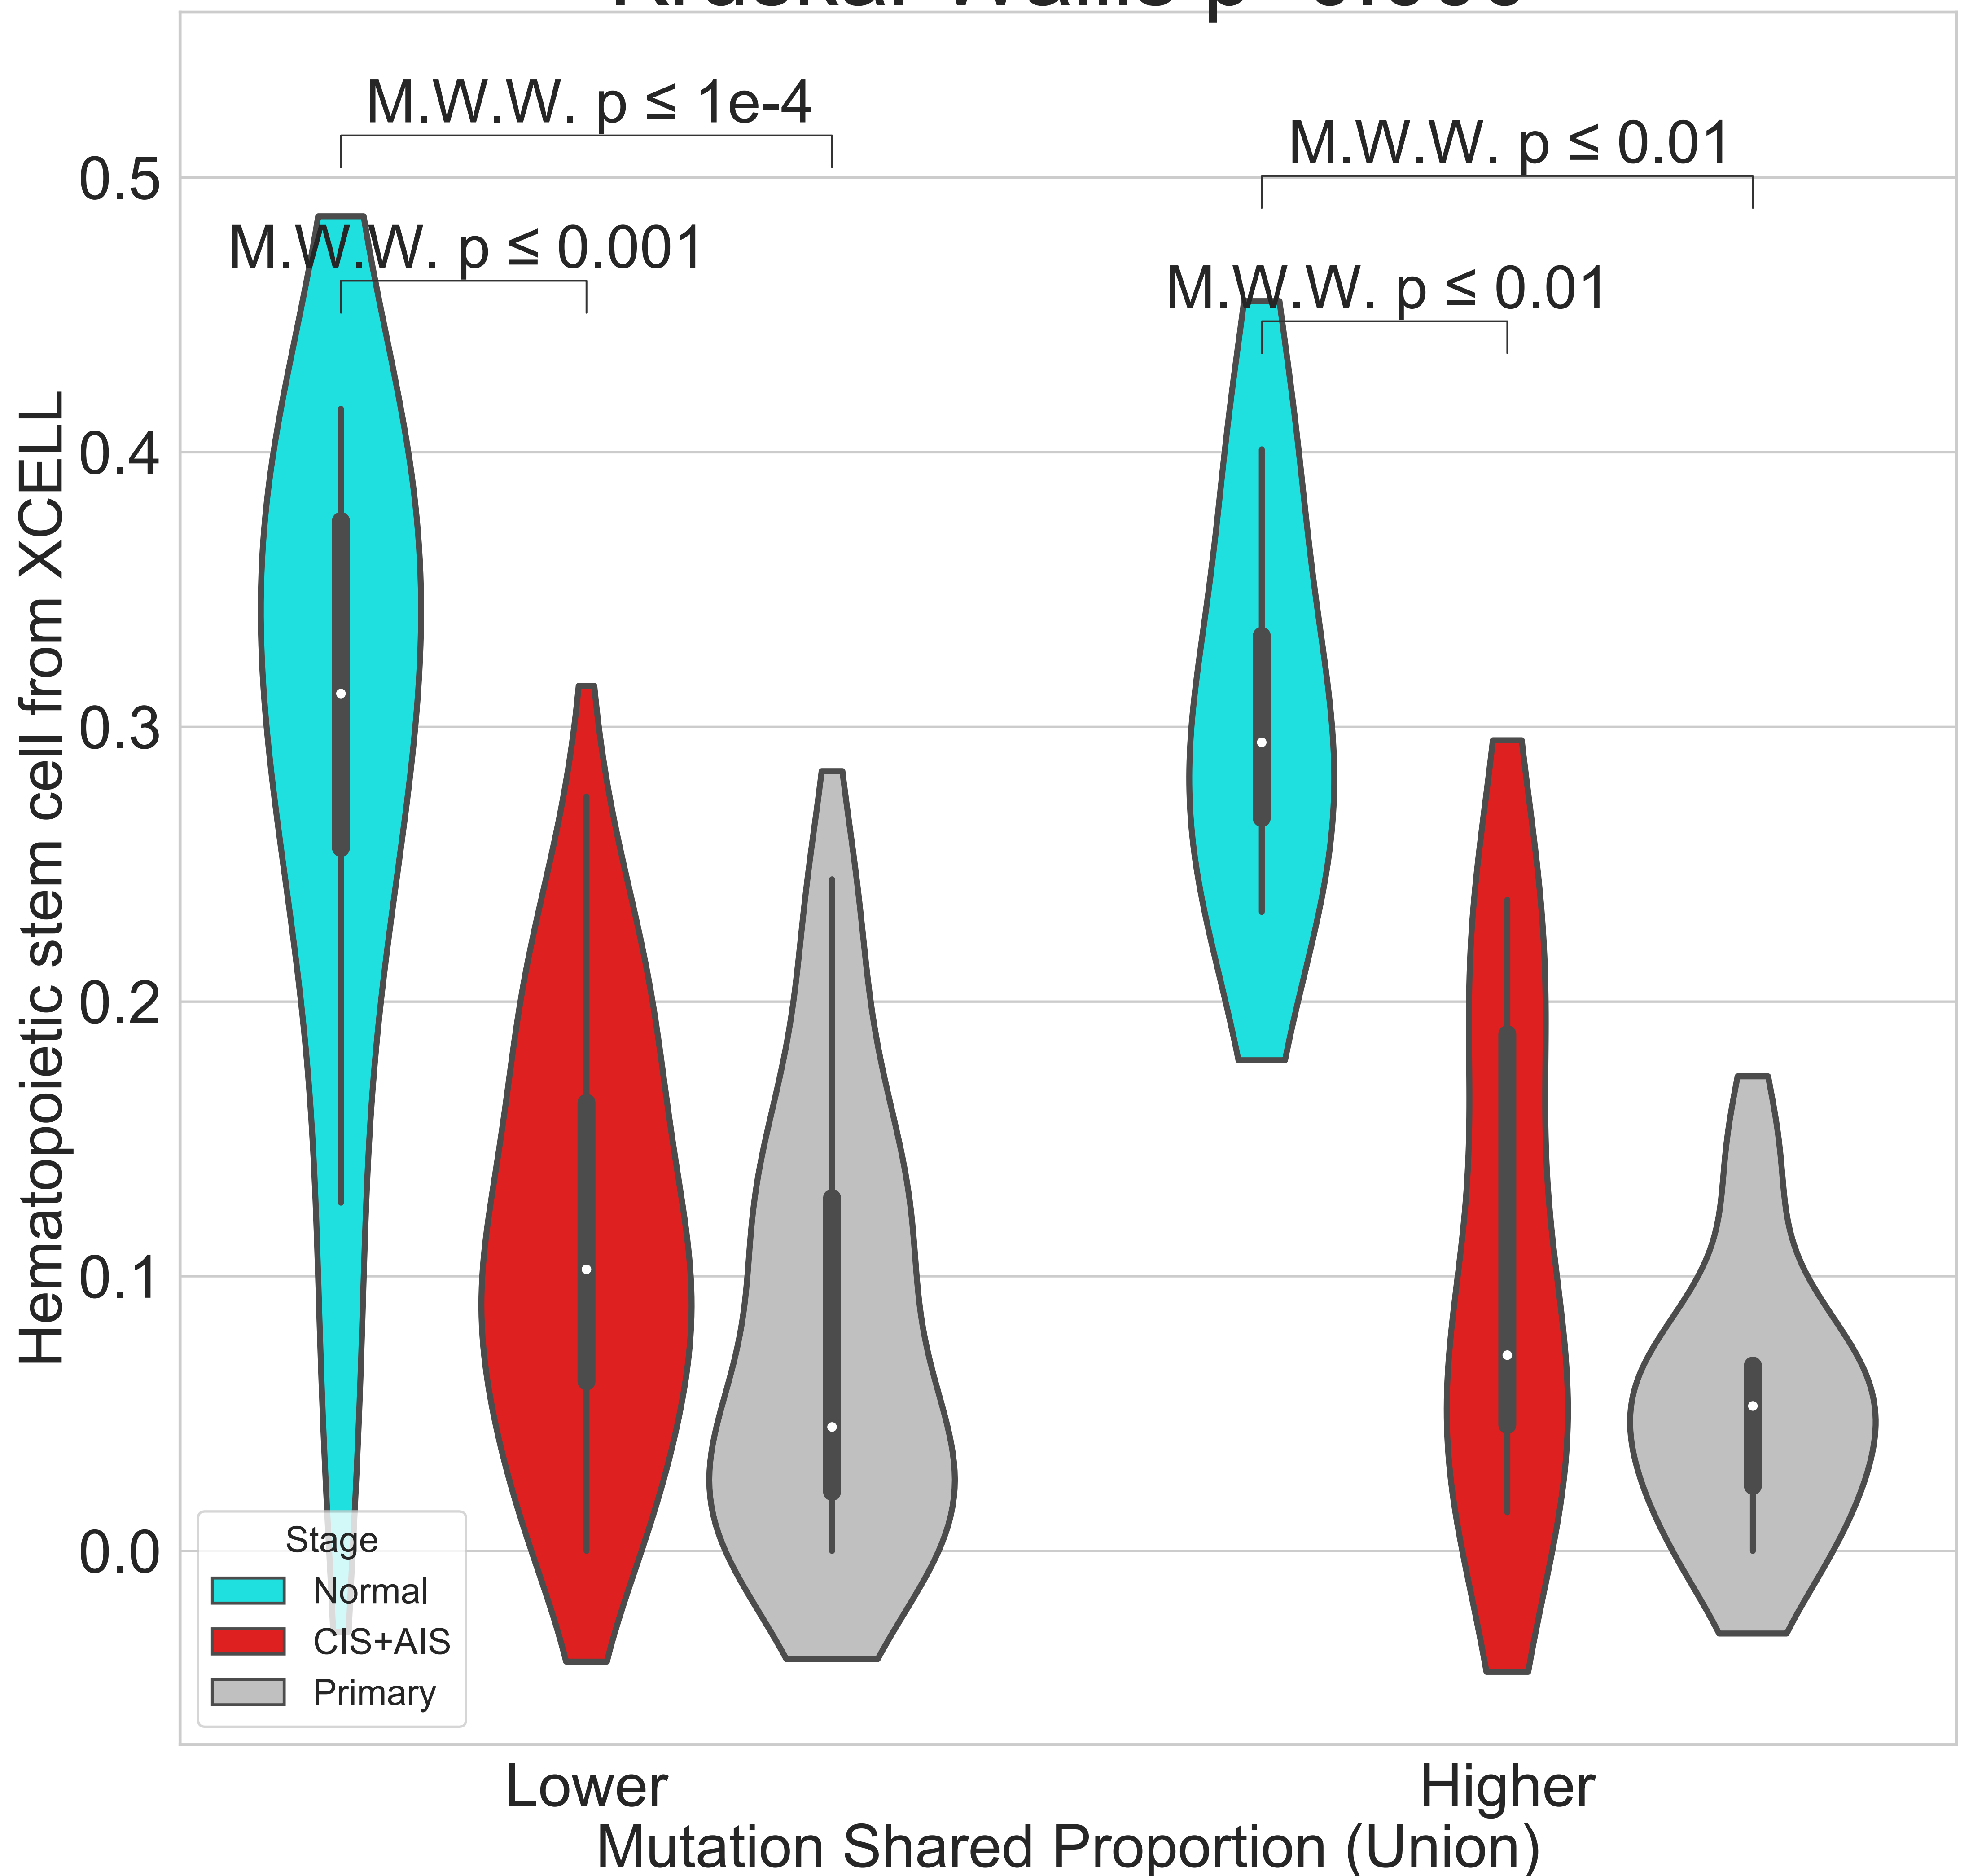 M.W.W. p ≤ 1e-4
M.W.W. p ≤ 0.01
M.W.W. p ≤ 0.001
M.W.W. p ≤ 0.01
Hematopoietic stem cell from XCELL
0.5
0.4
0.3
0.2
0.1
0.0
Stage
Normal
CIS+AIS
Primary
Lower
Higher
Mutation Shared Proportion (Union)